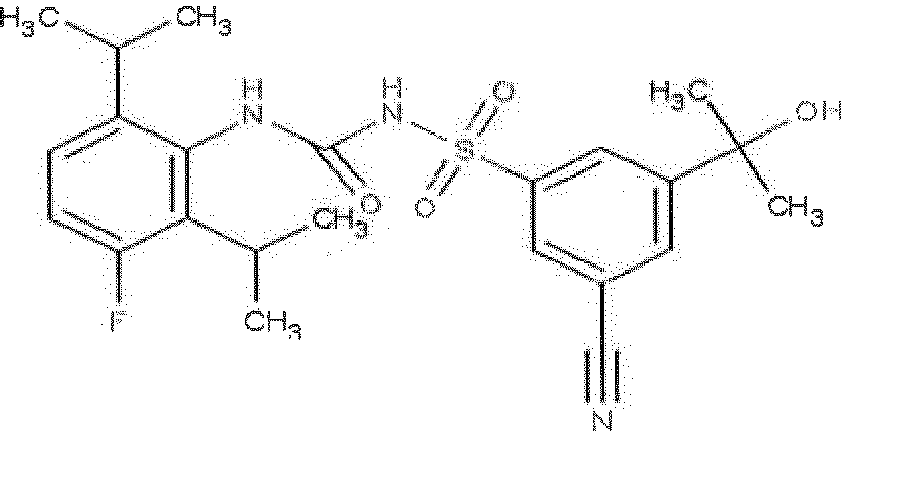 H3C CH3
H N H N O H3C OH
S
O CH3 O CH3
F CH3
N